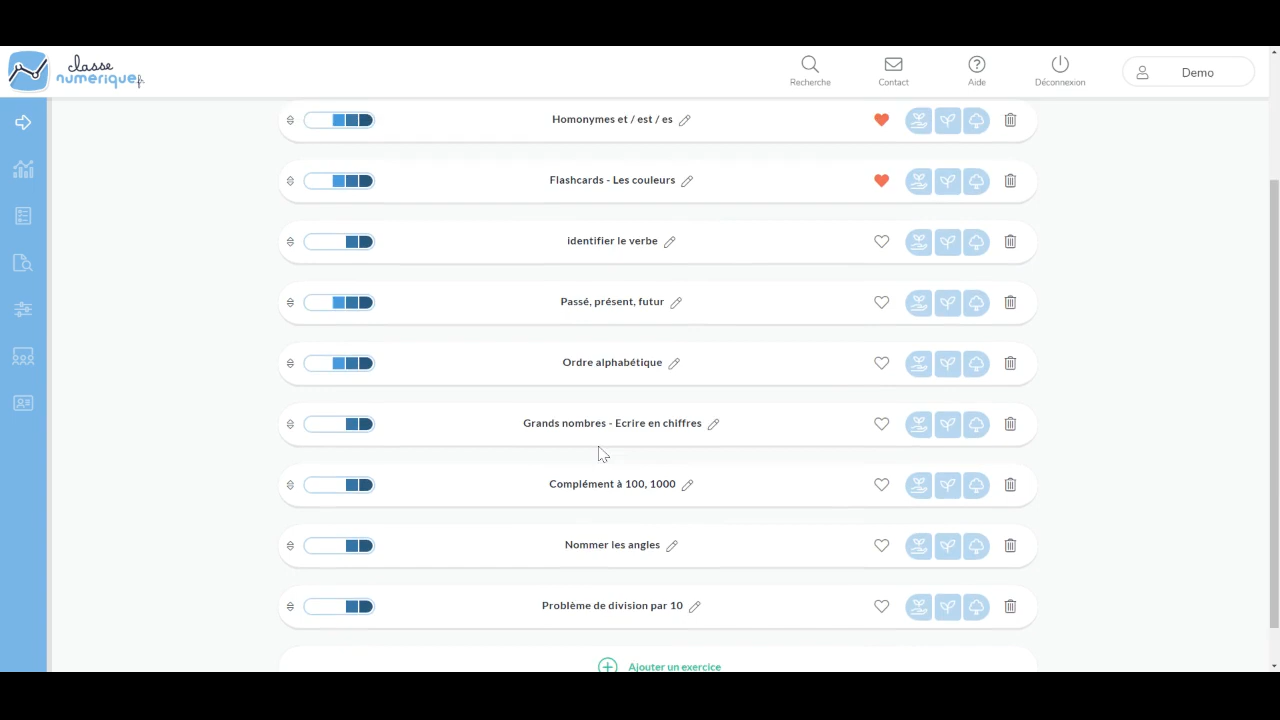 classe
numerique.fr
Recherche
Contact
Aide
Déconnexion
Demo
Homonymes et / est / es
Flashcards - Les couleurs
identifier le verbe
Passé, présent, futur
Ordre alphabétique
Grands nombres - Ecrire en chiffres
Complément à 100, 1000
Nommer les angles
Problème de division par 10
Ajouter un exercice